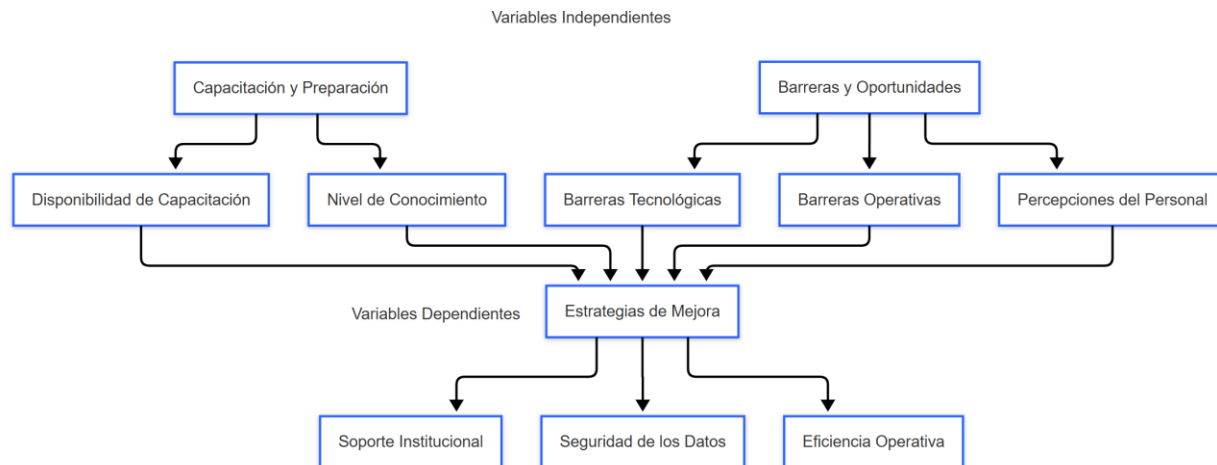 Variables Independientes
Capacitación y Preparación
Barreras y Oportunidades
Disponibilidad de Capacitación
Nivel de Conocimiento
Barreras Tecnológicas
Barreras Operativas
Percepciones del Personal
Variables Dependientes
Estrategias de Mejora
Soporte Institucional
Seguridad de los Datos
Eficiencia Operativa